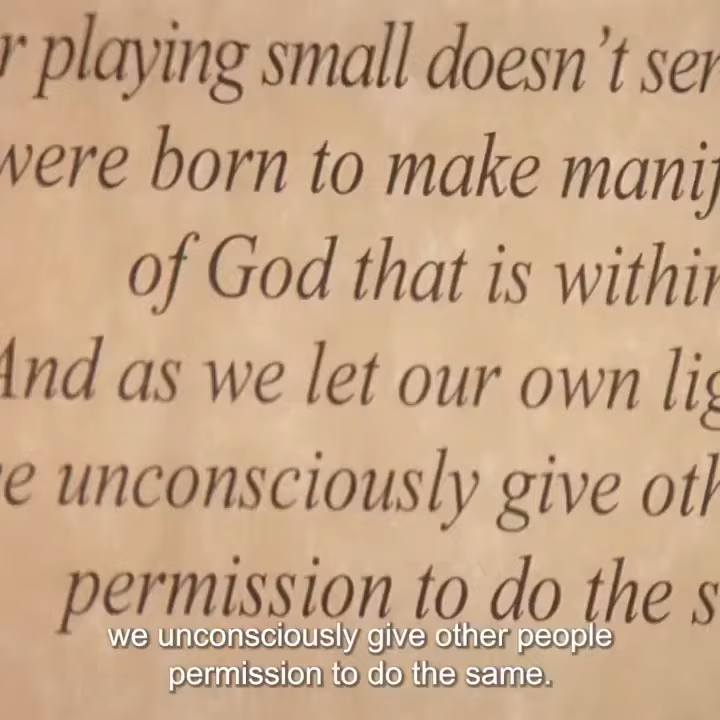 r playing small doesn't ser
were born to make manif
of God that is within
And as we let our own lig
e unconsciously give oth
permission to do the s
we unconsciously give other people
permission to do the same.